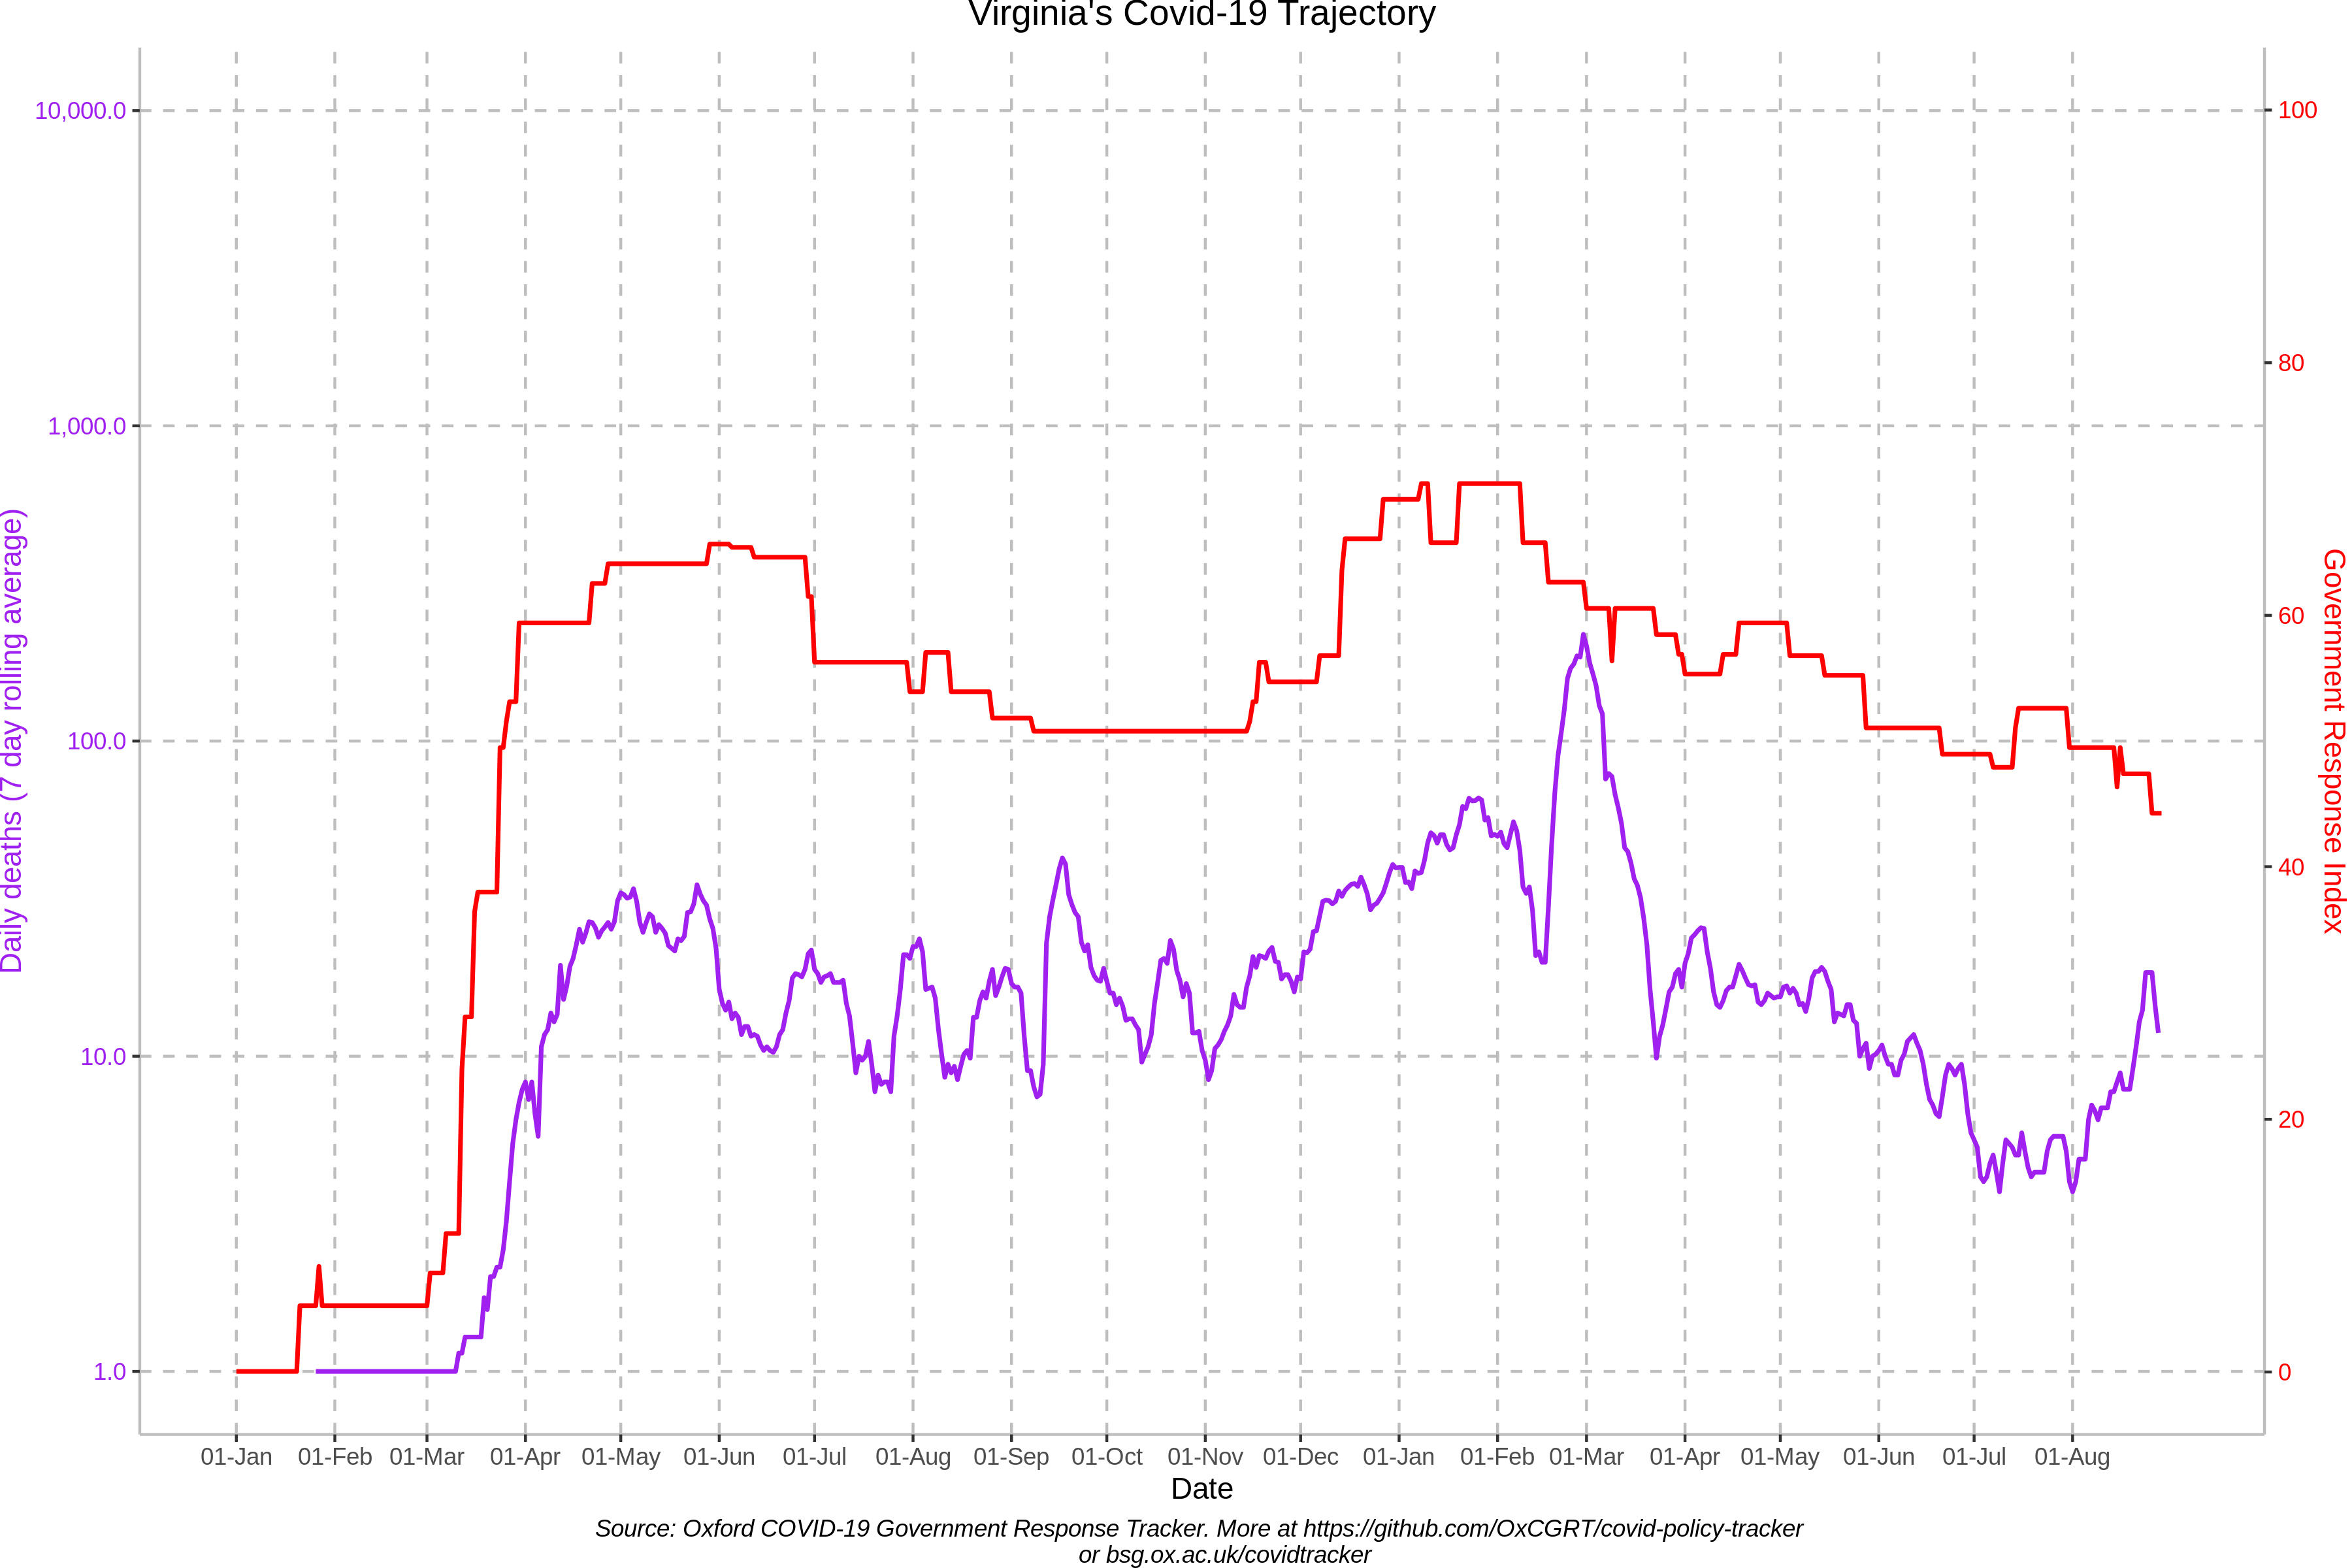 Virginia's Covid-19 Trajectory
10,000.0
1,000.0
100.0
10.0
1.0
Daily deaths (7 day rolling average)
100
80
60
40
20
0
Government Response Index
01-Jan 01-Feb 01-Mar 01-Apr 01-May 01-Jun 01-Jul 01-Aug 01-Sep 01-Oct 01-Nov 01-Dec 01-Jan 01-Feb 01-Mar 01-Apr 01-May 01-Jun 01-Jul 01-Aug
Date
Source: Oxford COVID-19 Government Response Tracker. More at https://github.com/OxCGRT/covid-policy-tracker
or bsg.ox.ac.uk/covidtracker